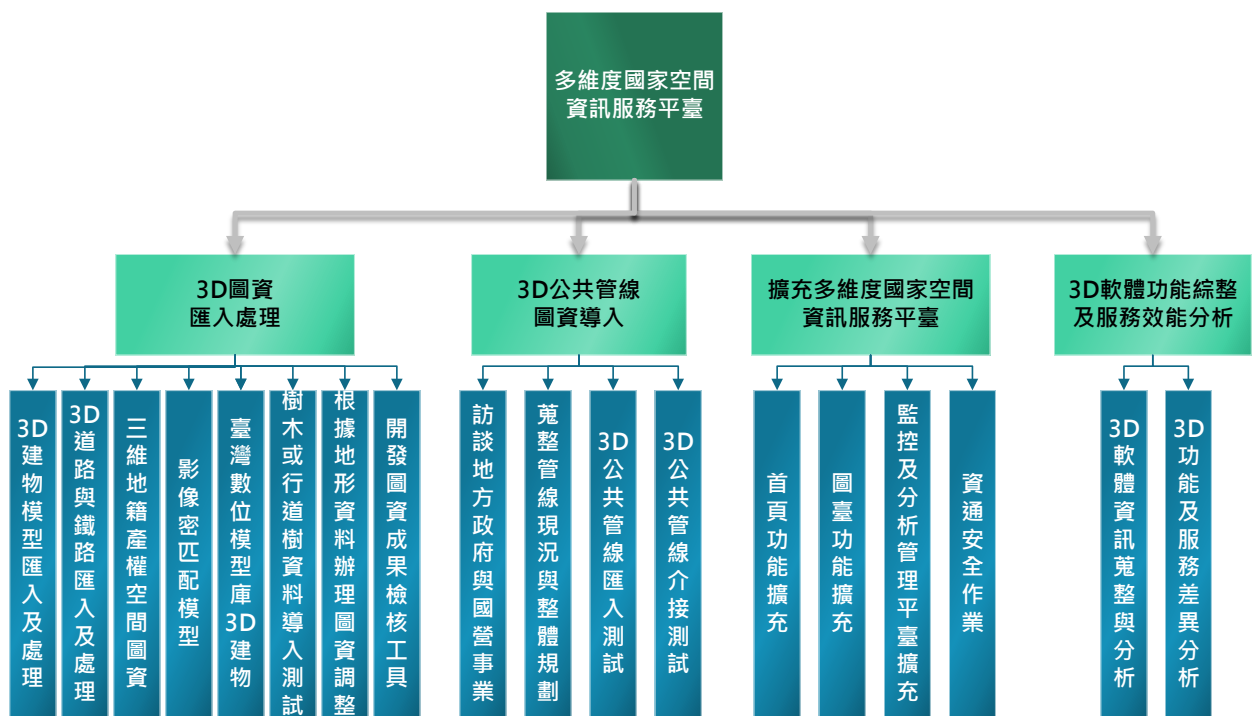 多維度國家空間
資訊服務平臺
3D圖資
匯入處理
3D公共管線
圖資導入
擴充多維度國家空間
資訊服務平臺
3D軟體功能綜整
及服務效能分析
3D建物模型匯入及處理
3D道路與鐵路匯入及處理
三維地籍產權空間圖資
影像密匹配模型
臺灣數位模型庫3D建物
樹木或行道樹資料導入測試
根據地形資料辦理圖資調整
開發圖資成果檢核工具
訪談地方政府與國營事業
蒐整管線現況與整體規劃
3D公共管線匯入測試
3D公共管線介接測試
首頁功能擴充
圖臺功能擴充
監控及分析管理平臺擴充
資通安全作業
3D軟體資訊蒐整與分析
3D功能及服務差異分析